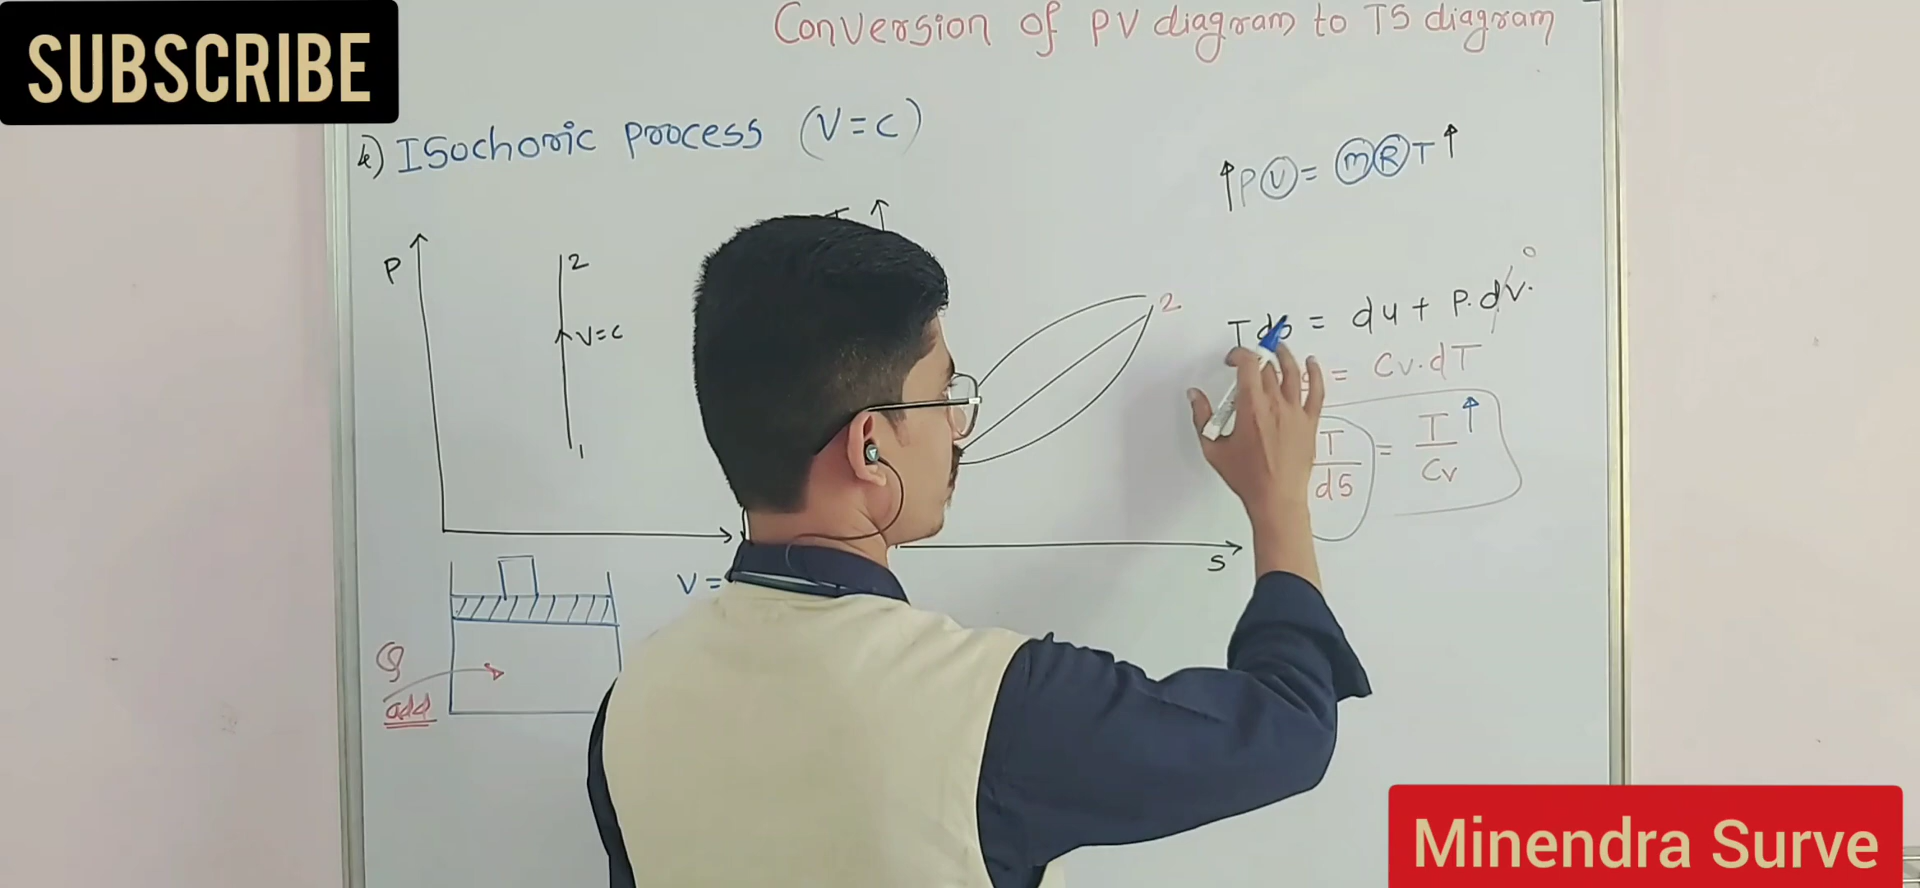 SUBSCRIBE
Conversion of PV diagram to TS diagram
k) Isochoric process (V=C)
PV = mRT
P
2
V=C
1
V =
Q
add
2
S
Tds = du + P.dv. 0
= Cv.dT
T/dS = T/Cv
Minendra Surve